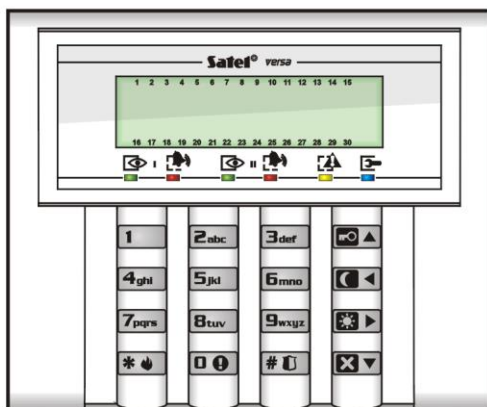 Satel® versa
1 2 3 4 5 6 7 8 9 10 11 12 13 14 15
16 17 18 19 20 21 22 23 24 25 26 27 28 29 30
I II
1 2abc 3def
4ghi 5jkl 6mno
7pqrs 8tuv 9wxyz
* 0 #